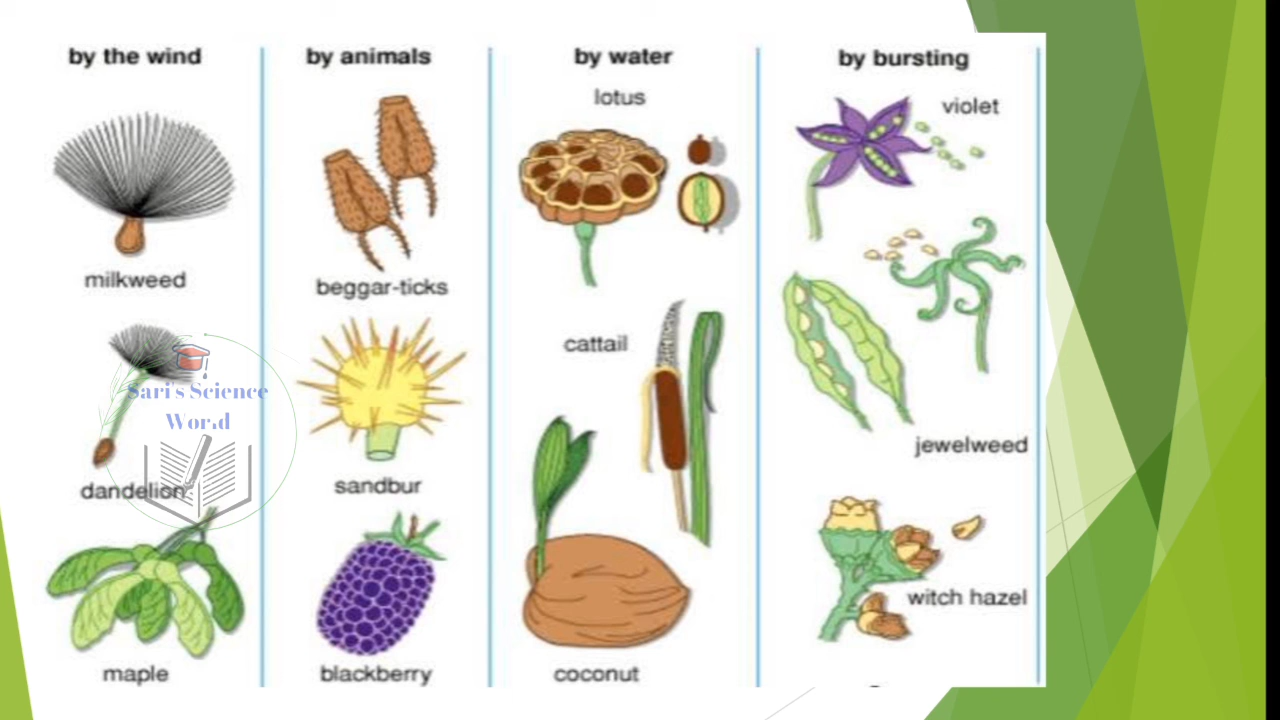 by the wind
milkweed
dandelion
maple
by animals
beggar-ticks
sandbur
blackberry
by water
lotus
cattail
coconut
by bursting
violet
jewelweed
witch hazel
Sari's Science
World